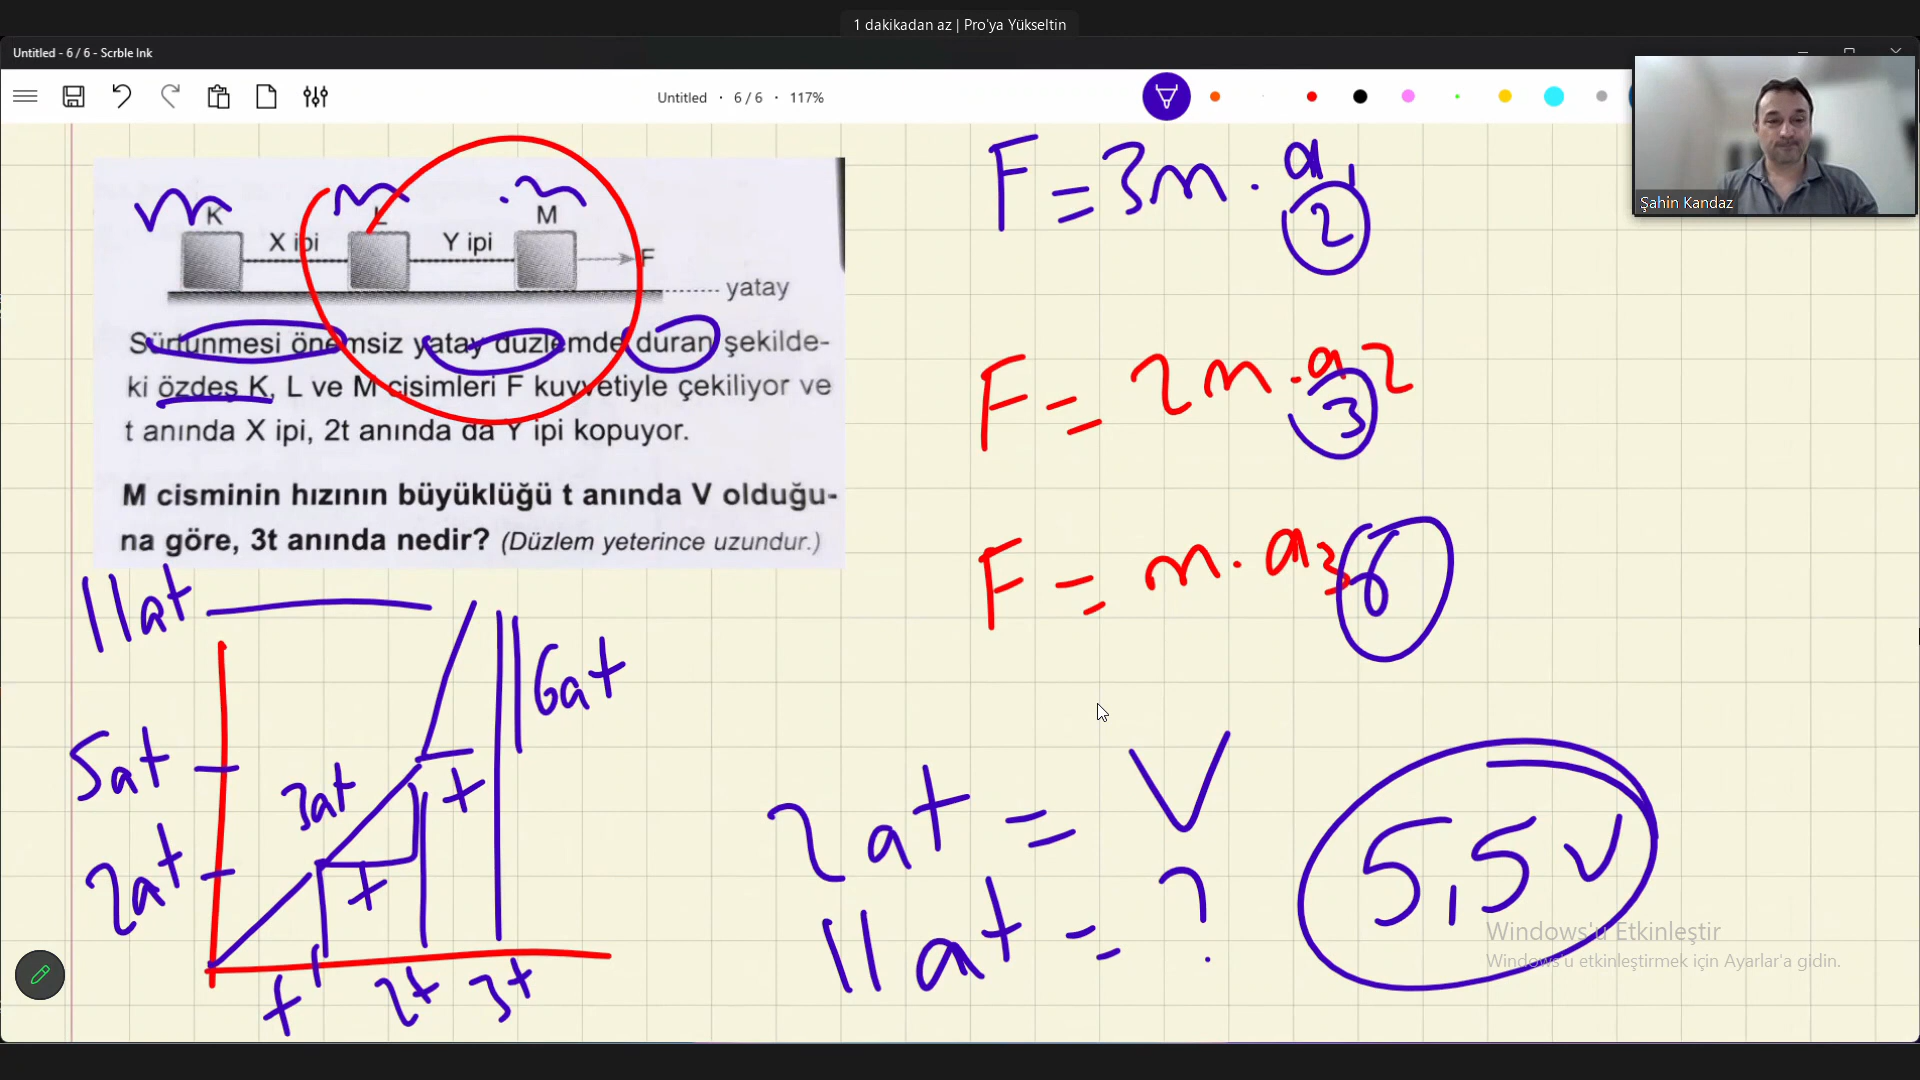 1 dakikadan az | Pro'ya Yükseltin
Untitled - 6 / 6 - Scrble Ink
Untitled · 6 / 6 · 117%
Şahin Kandaz
m m m
K L M
X ipi Y ipi F
yatay
Sürtünmesi önemsiz yatay düzlemde duran şekilde-
ki özdeş K, L ve M cisimleri F kuvvetiyle çekiliyor ve
t anında X ipi, 2t anında da Y ipi kopuyor.
M cisminin hızının büyüklüğü t anında V olduğu-
na göre, 3t anında nedir? (Düzlem yeterince uzundur.)
F = 3m . a1
2
F = 2m . a2
3
F = m . a3
6
11at
6at
5at
3at
t
2at
t
t 2t 3t
2at = V
11at = ?
5,5 V
Windows'u Etkinleştir
Windows'u etkinleştirmek için Ayarlar'a gidin.